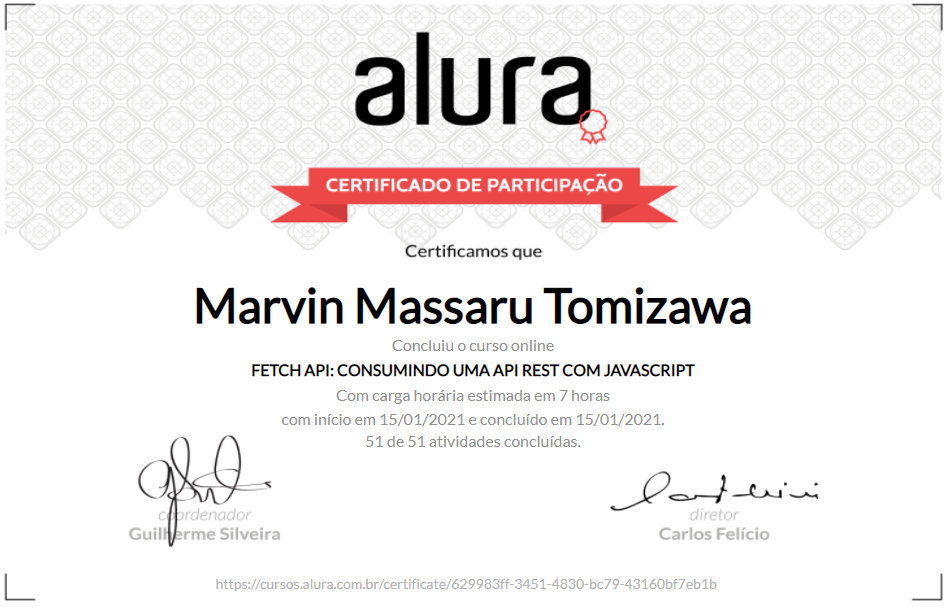 alura
CERTIFICADO DE PARTICIPAÇÃO
Certificamos que
Marvin Massaru Tomizawa
Concluiu o curso online
FETCH API: CONSUMINDO UMA API REST COM JAVASCRIPT
Com carga horária estimada em 7 horas
com início em 15/01/2021 e concluído em 15/01/2021.
51 de 51 atividades concluídas.
coordenador
Guilherme Silveira
diretor
Carlos Felício
https://cursos.alura.com.br/certificate/629983ff-3451-4830-bc79-43160bf7eb1b